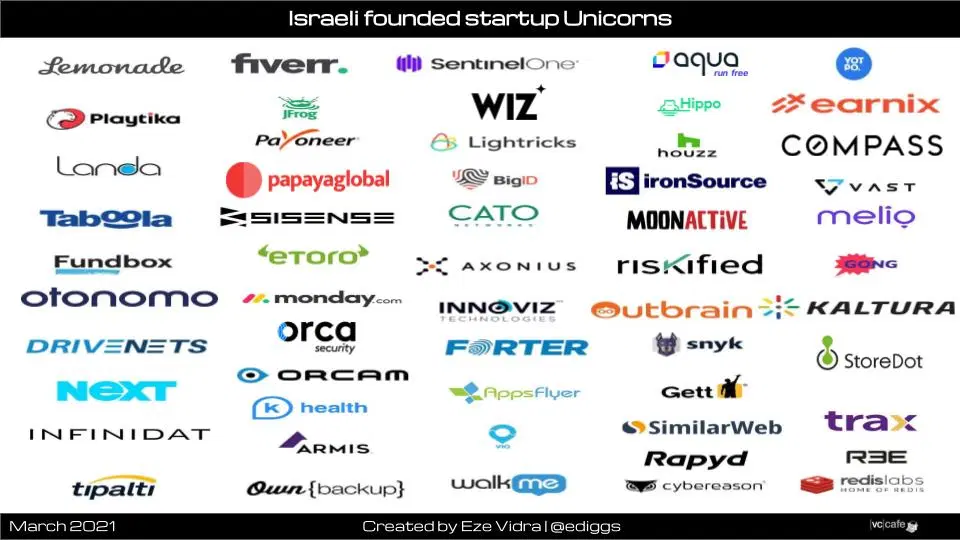 Israeli founded startup Unicorns
Lemonade
fiverr.
SentinelOne
aqua
run free
YOT
PO.
Playtika
JFrog
WIZ
Hippo
earnix
Payoneer
Lightricks
houzz
COMPASS
Landa
papayaglobal
BigID
iS ironSource
VAST
Taboola
SISENSE
CATO
NETWORKS
MOONACTIVE
melio
Fundbox
eToro
AXONIUS
riskified
GONG
otonomo
monday.com
INNOVIZ
TECHNOLOGIES
Outbrain
KALTURA
DRIVENETS
orca
security
FORTER
snyk
StoreDot
NEXT
ORCAM
AppsFlyer
Gett
K health
INFINIDAT
ARMIS
VIA
SimilarWeb
trax
Rapyd
REE
tipalti
Own{backup}
walkme
cybereason
redislabs
HOME OF REDIS
March 2021
Created by Eze Vidra | @ediggs
|vc|cafe